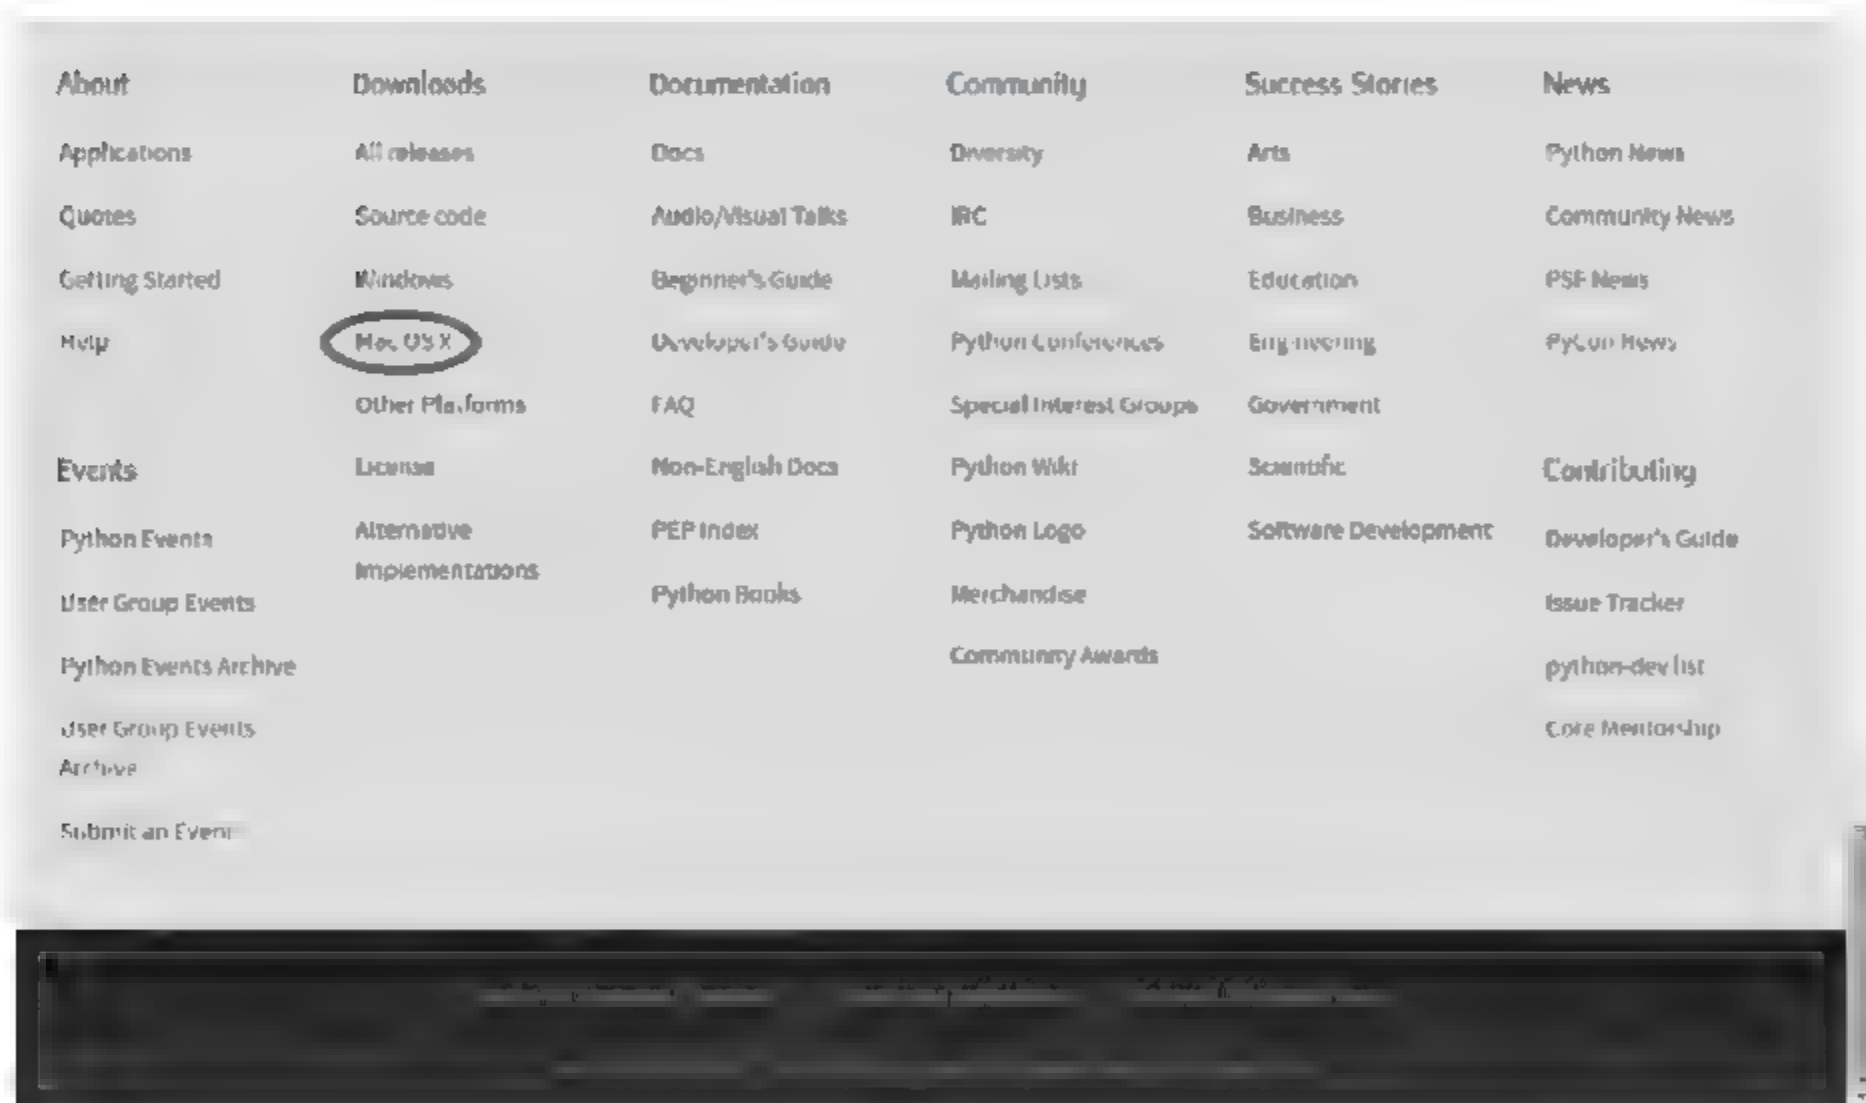 About
Applications
Quotes
Getting Started
Help
Events
Python Events
User Group Events
Python Events Archive
User Group Events
Archive
Submit an Event
Downloads
All releases
Source code
Windows
Mac OS X
Other Platforms
License
Alternative
Implementations
Documentation
Docs
Audio/Visual Talks
Beginner's Guide
Developer's Guide
FAQ
Non-English Docs
PEP Index
Python Books
Community
Diversity
IRC
Mailing Lists
Python Conferences
Special Interest Groups
Python Wiki
Python Logo
Merchandise
Community Awards
Success Stories
Arts
Business
Education
Engineering
Government
Scientific
Software Development
News
Python News
Community News
PSF News
PyCon News
Contributing
Developer's Guide
Issue Tracker
python-dev list
Core Mentorship